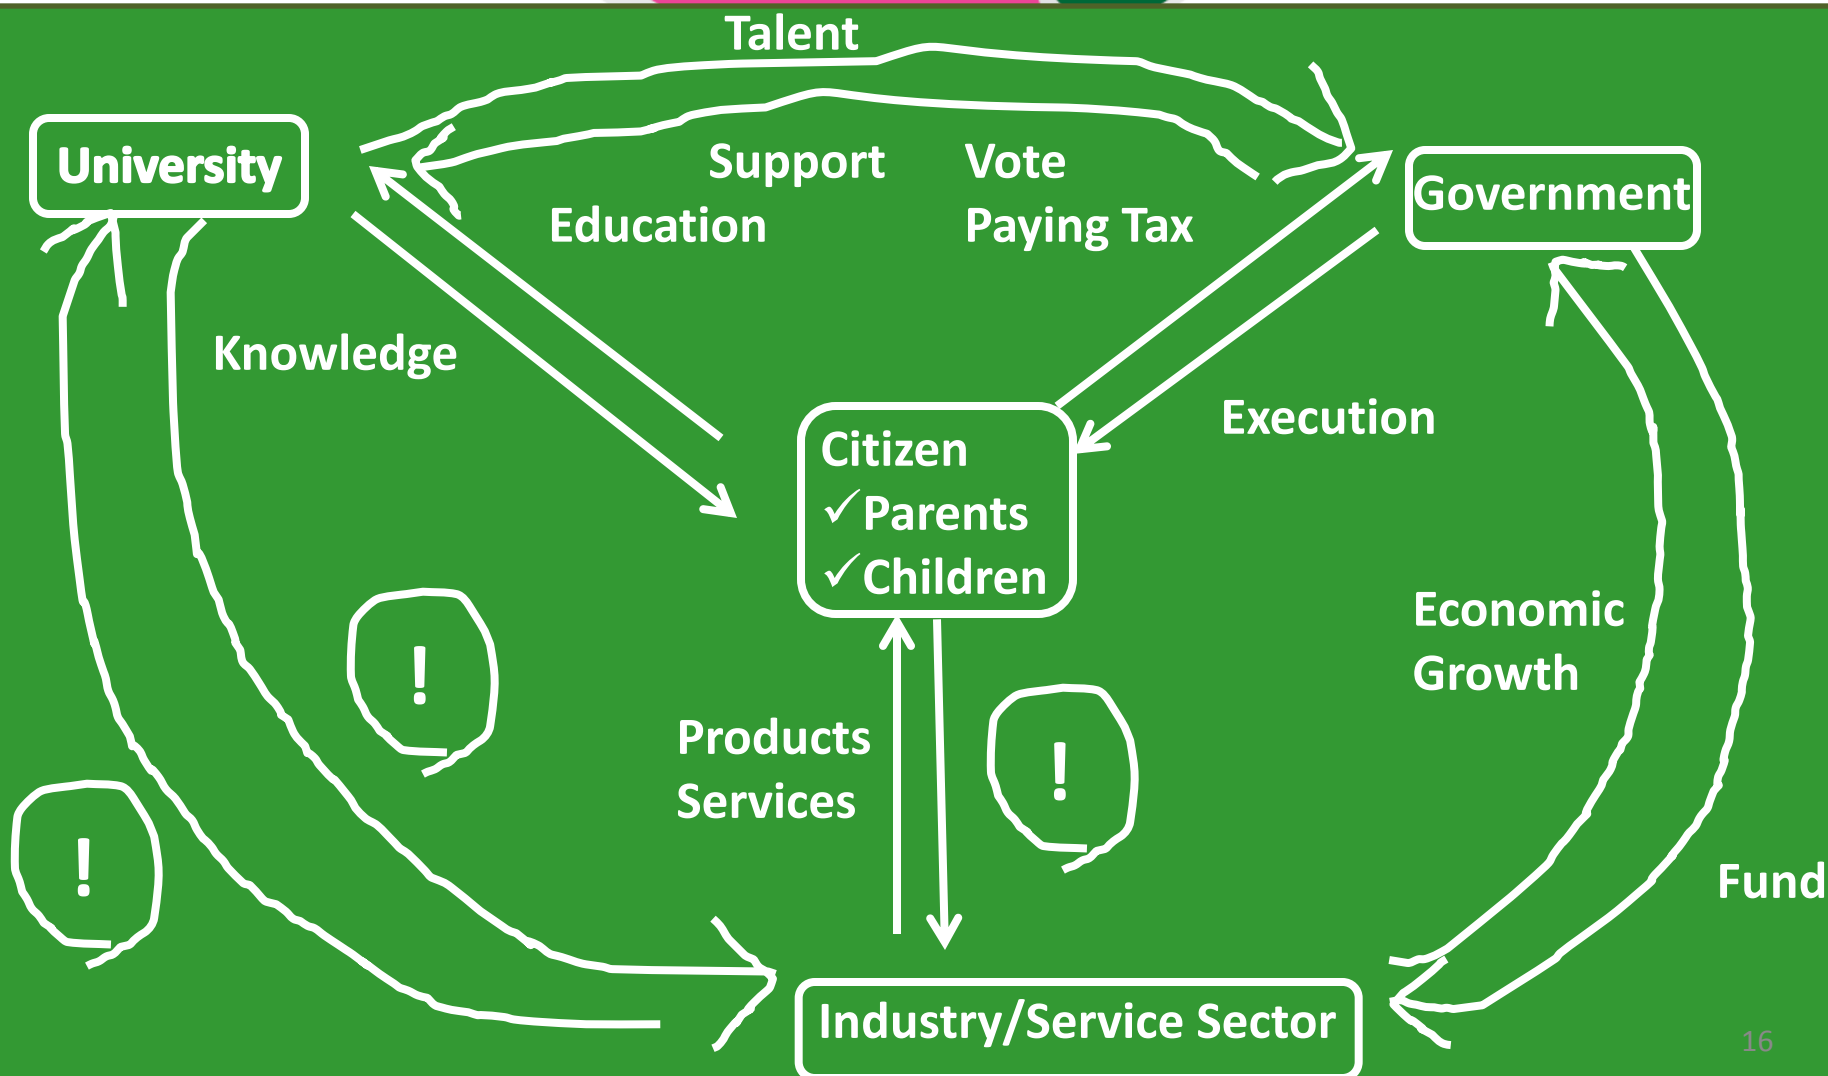 Talent
University
Support
Vote
Government
Education
Paying Tax
Knowledge
Execution
Citizen
✓Parents
✓Children
Economic
Growth
!
Products
Services
!
!
Fund
Industry/Service Sector
16